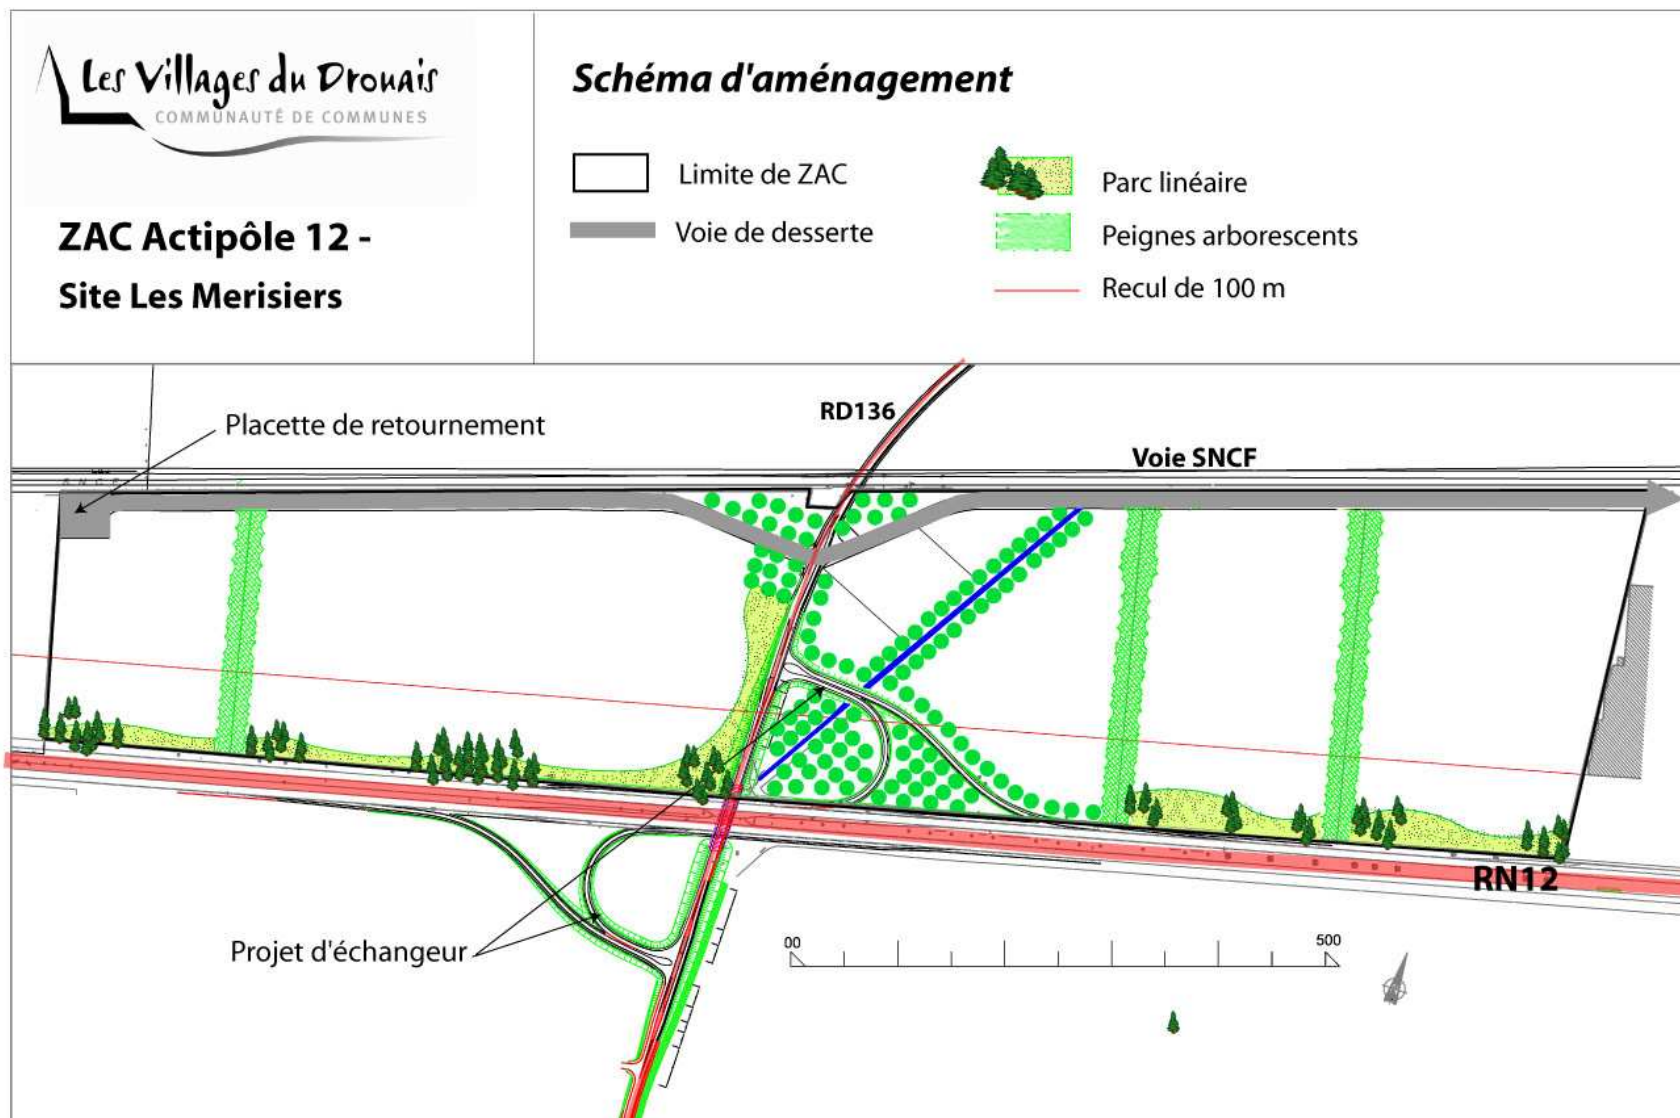 Les Villages du Drouais
COMMUNAUTÉ DE COMMUNES
ZAC Actipôle 12 -
Site Les Merisiers
Schéma d'aménagement
Limite de ZAC
Voie de desserte
Parc linéaire
Peignes arborescents
Recul de 100 m
Placette de retournement
RD136
Voie SNCF
RN12
Projet d'échangeur
00
500